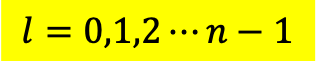 l = 0,1,2 ⋯ n − 1